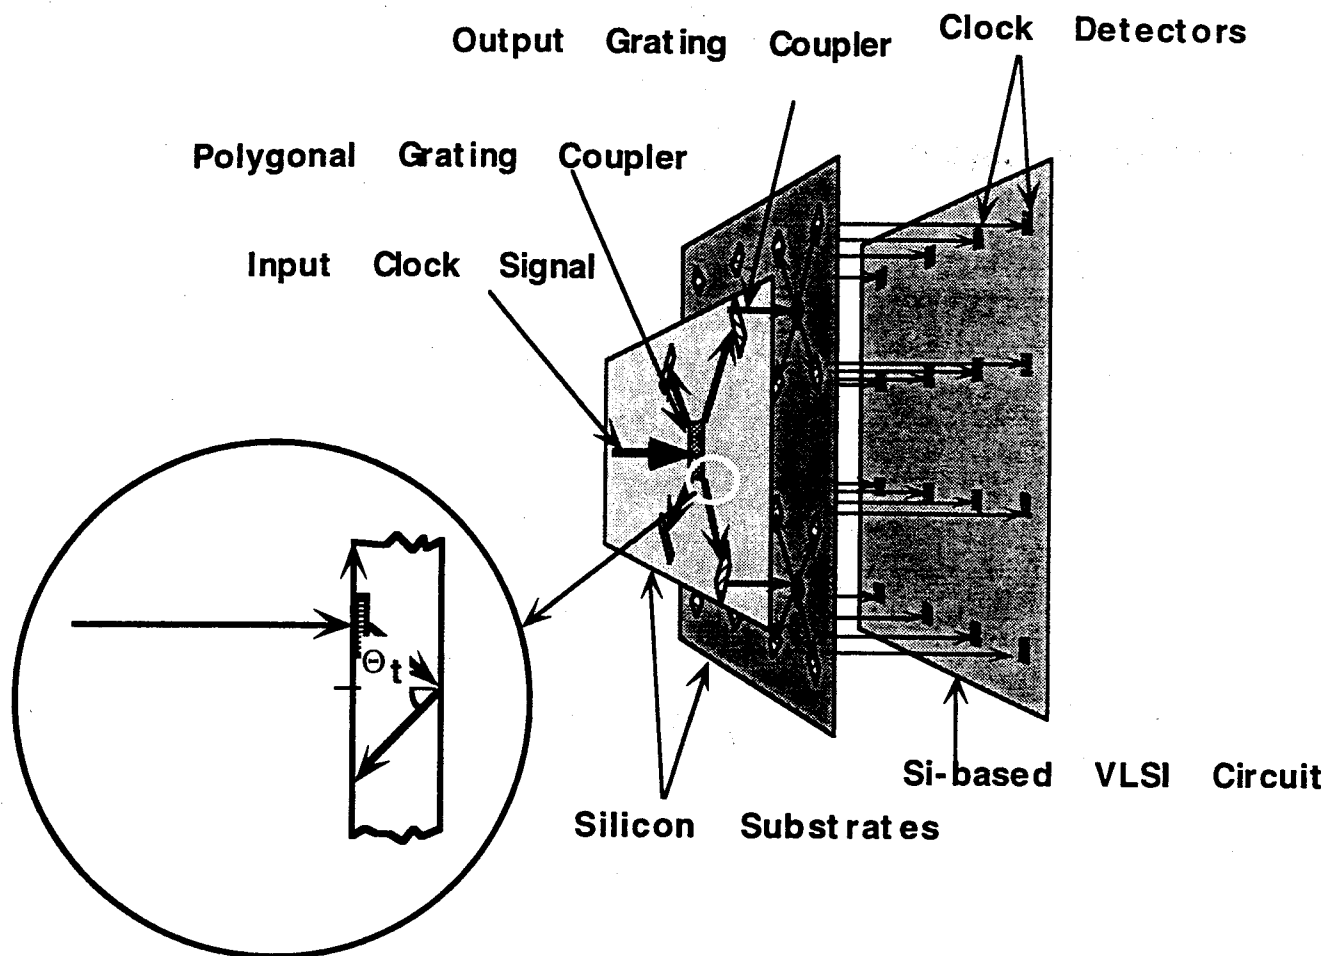 Output Grating Coupler
Clock Detectors
Polygonal Grating Coupler
Input Clock Signal
Θt
Si-based VLSI Circuit
Silicon Substrates